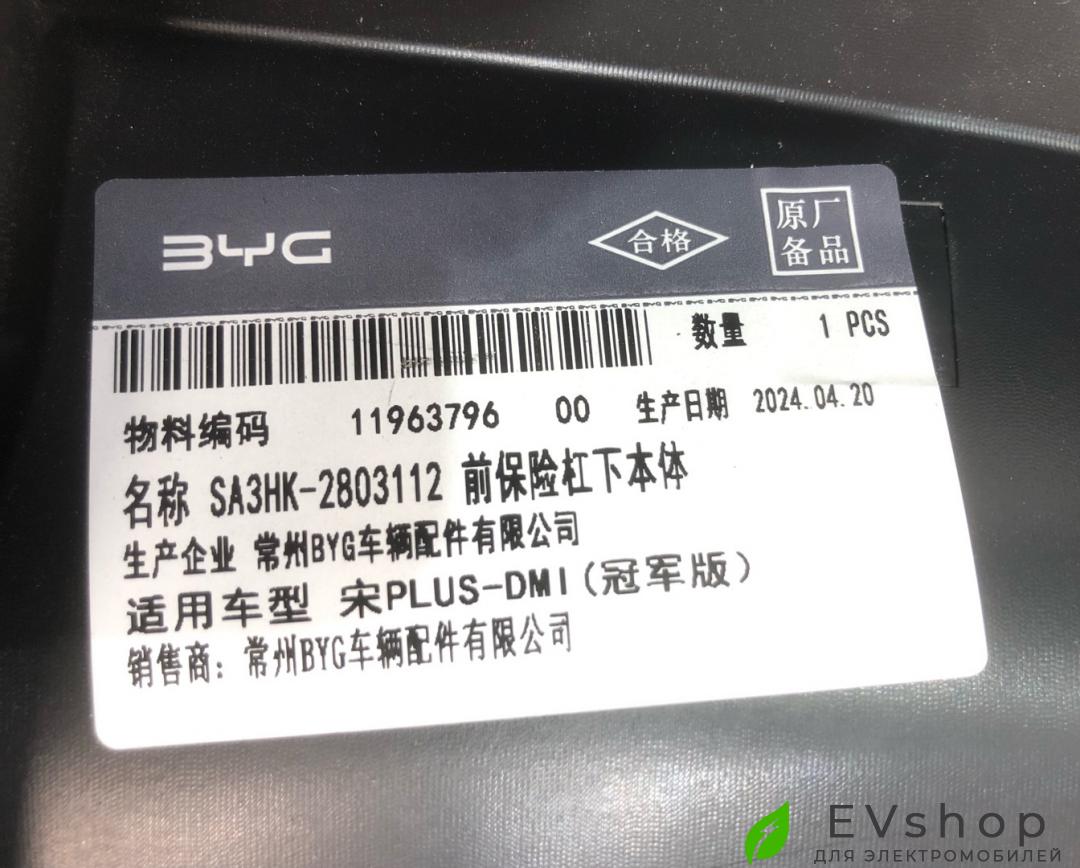 BYG
合格
原厂
备品
数量 1 PCS
物料编码 11963796 00 生产日期 2024.04.20
名称 SA3HK-2803112 前保险杠下本体
生产企业 常州BYG车辆配件有限公司
适用车型 宋PLUS-DMI(冠军版)
销售商: 常州BYG车辆配件有限公司
EVshop
ДЛЯ ЭЛЕКТРОМОБИЛЕЙ